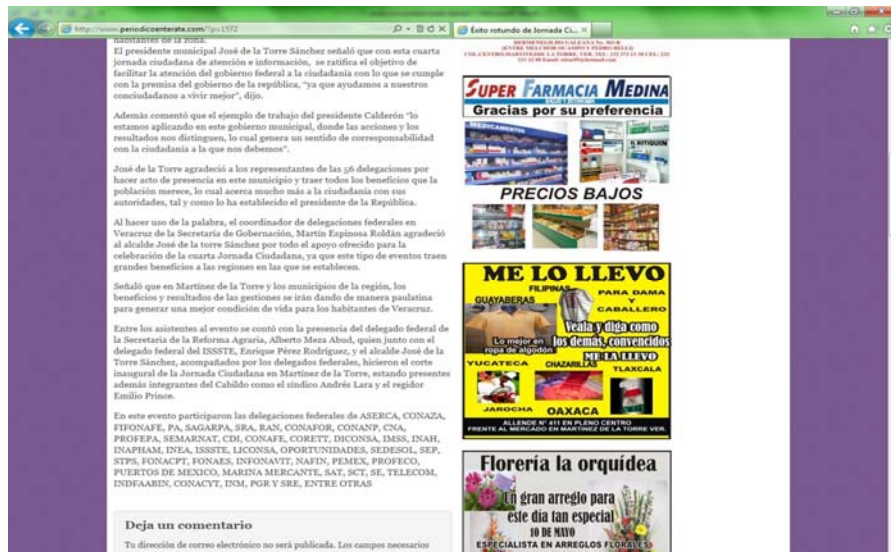 http://www.periodicoenterate.com/?p=1572
Éxito rotundo de Jornada Ci...
habitantes de la zona.
El presidente municipal José de la Torre Sánchez señaló que con esta cuarta
jornada ciudadana de atención e información, se ratifica el objetivo de
facilitar la atención del gobierno federal a la ciudadanía con lo que se cumple
con la premisa del gobierno de la república, "ya que ayudamos a nuestros
conciudadanos a vivir mejor", dijo.
Además comentó que el ejemplo de trabajo del presidente Calderón "lo
estamos aplicando en este gobierno municipal, donde las acciones y los
resultados nos distinguen, lo cual genera un sentido de corresponsabilidad
con la ciudadanía a la que nos debemos".
José de la Torre agradeció a los representantes de las 56 delegaciones por
hacer acto de presencia en este municipio y traer todos los beneficios que la
población merece, lo cual acerca mucho más a la ciudadanía con sus
autoridades, tal y como lo ha establecido el presidente de la República.
Al hacer uso de la palabra, el coordinador de delegaciones federales en
Veracruz de la Secretaría de Gobernación, Martín Espinosa Roldán agradeció
al alcalde José de la torre Sánchez por todo el apoyo ofrecido para la
celebración de la cuarta Jornada Ciudadana, ya que este tipo de eventos traen
grandes beneficios a las regiones en las que se establecen.
Señaló que en Martínez de la Torre y los municipios de la región, los
beneficios y resultados de las gestiones se irán dando de manera paulatina
para generar una mejor condición de vida para los habitantes de Veracruz.
Entre los asistentes al evento se contó con la presencia del delegado federal de
la Secretaria de la Reforma Agraria, Alberto Meza Abud, quien junto con el
delegado federal del ISSSTE, Enrique Pérez Rodríguez, y el alcalde José de la
Torre Sánchez, acompañados por los delegados federales, hicieron el corte
inaugural de la Jornada Ciudadana en Martínez de la Torre, estando presentes
además integrantes del Cabildo como el síndico Andrés Lara y el regidor
Emilio Prince.
En este evento participaron las delegaciones federales de ASERCA, CONAZA,
FIFONAFE, PA, SAGARPA, SRA, RAN, CONAFOR, CONANP, CNA,
PROFEPA, SEMARNAT, CDI, CONAFE, CORETT, DICONSA, IMSS, INAH,
INAPHAM, INEA, ISSSTE, LICONSA, OPORTUNIDADES, SEDESOL, SEP,
STPS, FONACPT, FONAES, INFONAVIT, NAFIN, PEMEX, PROFECO,
PUERTOS DE MEXICO, MARINA MERCANTE, SAT, SCT, SE, TELECOM,
INDFAABIN, CONACYT, INM, PGR Y SRE, ENTRE OTRAS
Deja un comentario
Tu dirección de correo electrónico no será publicada. Los campos necesarios
(ENTRE MELCHOR OCAMPO Y PEDRO BELLI)
SUPER FARMACIA MEDINA
Gracias por su preferencia
MEDICAMENTOS
BOTIQUIN
PRECIOS BAJOS
ME LO LLEVO
FILIPINAS
GUAYABERAS
PARA DAMA
Y
CABALLERO
Lo mejor en
ropa de algodón
Veala y diga como
los demás, convencidos
ME LA LLEVO
YUCATECA
CHAZARILLAS
TLAXCALA
JAROCHA
OAXACA
ALLENDE N° 411 EN PLENO CENTRO
FRENTE AL MERCADO EN MARTINEZ DE LA TORRE VER.
Florería la orquídea
Un gran arreglo para
este dia tan especial
10 DE MAYO
ESPECIALISTA EN ARREGLOS FLORALES